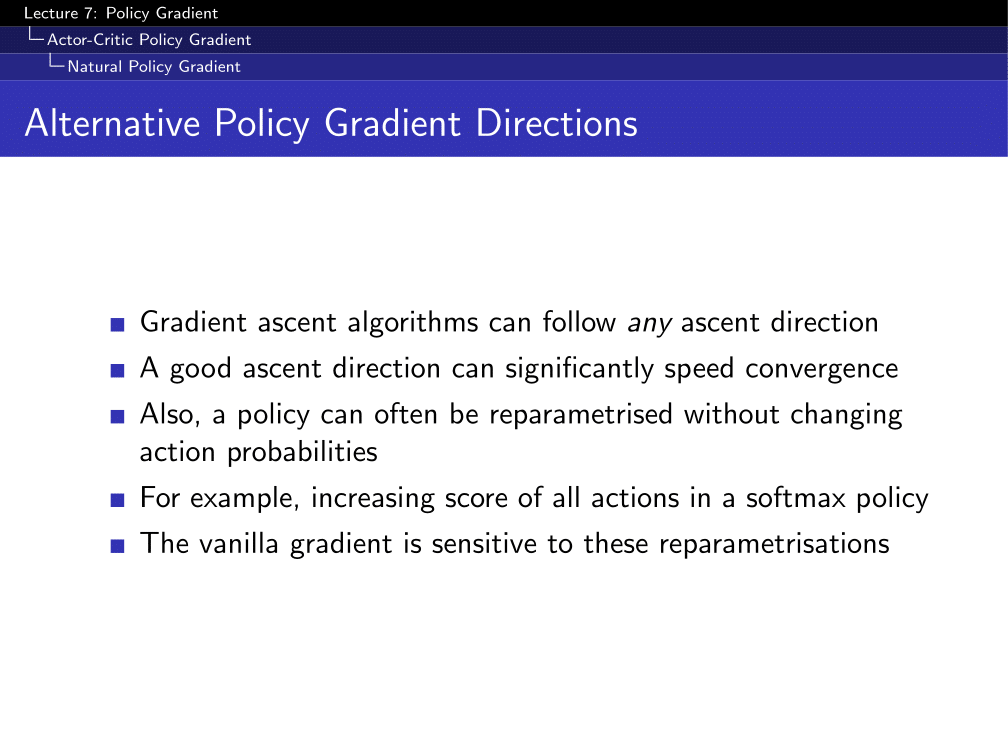 Lecture 7: Policy Gradient
Actor-Critic Policy Gradient
Natural Policy Gradient
Alternative Policy Gradient Directions
Gradient ascent algorithms can follow any ascent direction
A good ascent direction can significantly speed convergence
Also, a policy can often be reparametrised without changing
action probabilities
For example, increasing score of all actions in a softmax policy
The vanilla gradient is sensitive to these reparametrisations